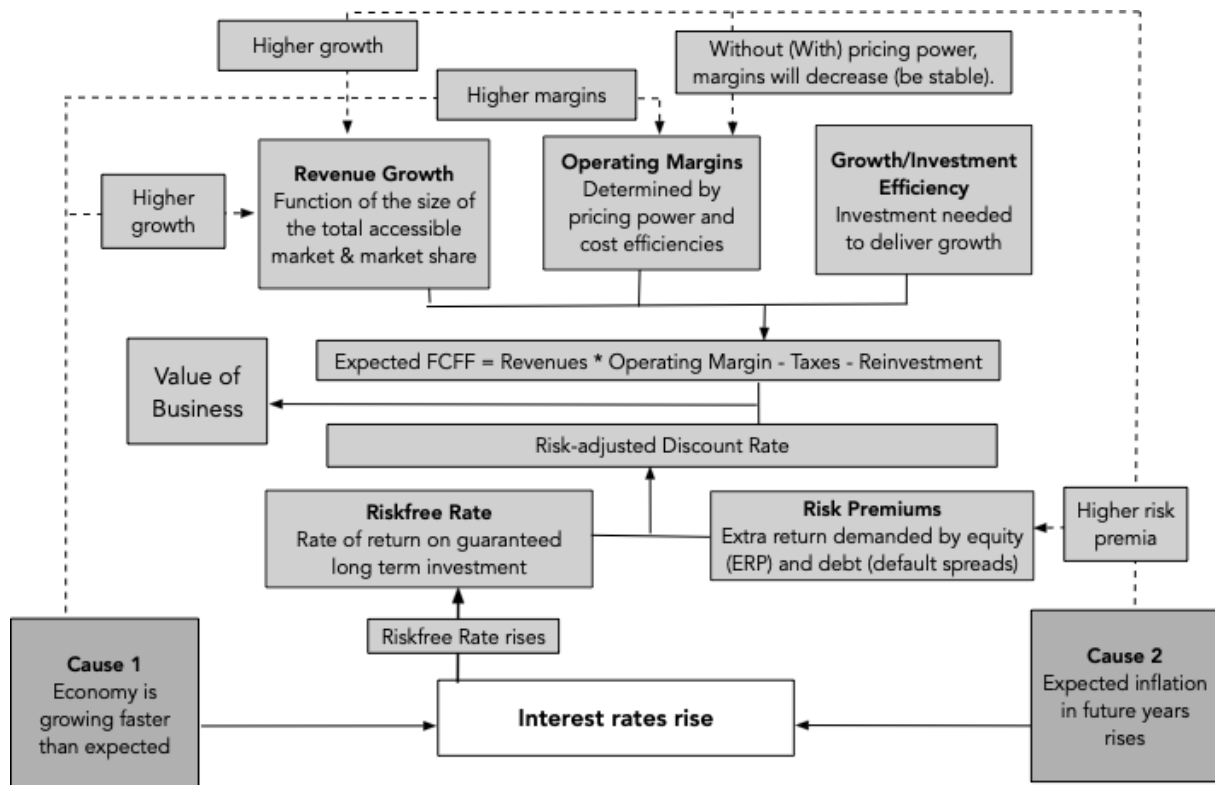 Higher growth
Without (With) pricing power,
margins will decrease (be stable).
Higher margins
Higher
growth
Revenue Growth
Function of the size of
the total accessible
market & market share
Operating Margins
Determined by
pricing power and
cost efficiencies
Growth/Investment
Efficiency
Investment needed
to deliver growth
Expected FCFF = Revenues * Operating Margin - Taxes - Reinvestment
Value of
Business
Risk-adjusted Discount Rate
Riskfree Rate
Rate of return on guaranteed
long term investment
Risk Premiums
Extra return demanded by equity
(ERP) and debt (default spreads)
Higher risk
premia
Riskfree Rate rises
Cause 1
Economy is
growing faster
than expected
Interest rates rise
Cause 2
Expected inflation
in future years
rises